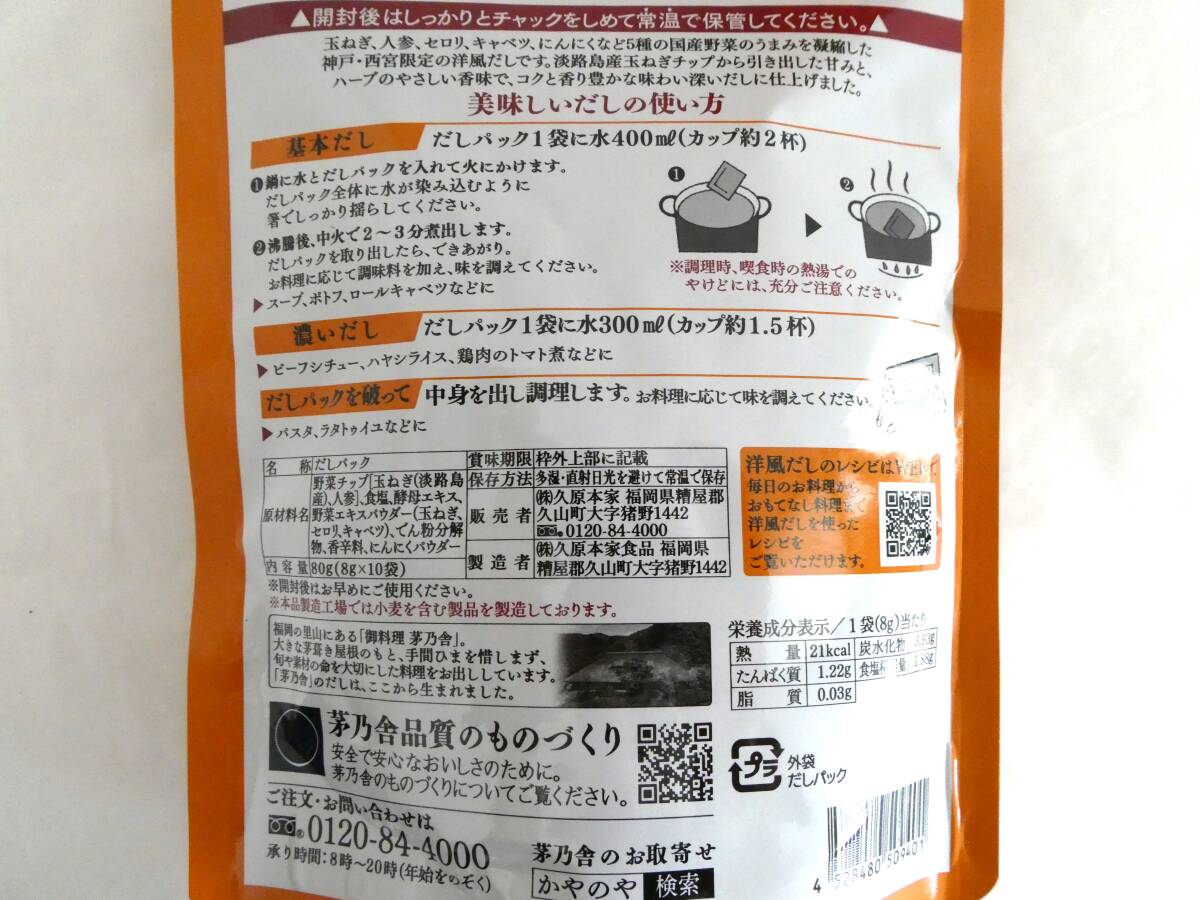 ▲開封後はしっかりとチャックをしめて常温で保管してください。▲
玉ねぎ、人参、セロリ、キャベツ、にんにくなど5種の国産野菜のうまみを凝縮した
神戸・西宮限定の洋風だしです。淡路島産玉ねぎチップから引き出した甘みと、
ハーブのやさしい香味で、コクと香り豊かな味わい深いだしに仕上げました。
美味しいだしの使い方
基本だし だしパック1袋に水400㎖(カップ約2杯)
❶鍋に水とだしパックを入れて火にかけます。
だしパック全体に水が染み込むように
箸でしっかり揺らしてください。
❷沸騰後、中火で2〜3分煮出します。
だしパックを取り出したら、できあがり。
お料理に応じて調味料を加え、味を調えてください。
▶スープ、ポトフ、ロールキャベツなどに
❶ ❷
※調理時、喫食時の熱湯での
やけどには、充分ご注意ください。
濃いだし だしパック1袋に水300㎖(カップ約1.5杯)
▶ビーフシチュー、ハヤシライス、鶏肉のトマト煮などに
だしパックを破って 中身を出し調理します。お料理に応じて味を調えてください。
▶パスタ、ラタトゥイユなどに
名称 だしパック
原材料名 野菜チップ[玉ねぎ(淡路島
産)、人参]、食塩、酵母エキス、
野菜エキスパウダー(玉ねぎ、
セロリ、キャベツ)、でん粉分解
物、香辛料、にんにくパウダー
内容量 80g(8g×10袋)
賞味期限 枠外上部に記載
保存方法 多湿・直射日光を避けて常温で保存
販売者 ㈱久原本家 福岡県糟屋郡
久山町大字猪野1442
0120-84-4000
製造者 ㈱久原本家食品 福岡県
糟屋郡久山町大字猪野1442
※開封後はお早めにご使用ください。
※本品製造工場では小麦を含む製品を製造しております。
洋風だしのレシピはWEBで
毎日のお料理から
おもてなし料理まで
洋風だしを使った
レシピを
ご覧いただけます。
福岡の里山にある「御料理 茅乃舎」。
大きな茅葺き屋根のもと、手間ひまを惜しまず、
旬や素材の命を大切にした料理をお出ししています。
「茅乃舎」のだしは、ここから生まれました。
栄養成分表示/1袋(8g)当たり
熱量 21kcal 炭水化物 3.93g
たんぱく質 1.22g 食塩相当量 1.88g
脂質 0.03g
茅乃舎品質のものづくり
安全で安心なおいしさのために。
茅乃舎のものづくりについてご覧ください。
プラ
外袋
だしパック
ご注文・お問い合わせは
0120-84-4000
承り時間:8時〜20時(年始をのぞく)
茅乃舎のお取寄せ
かやのや 検索
4 528480 509401